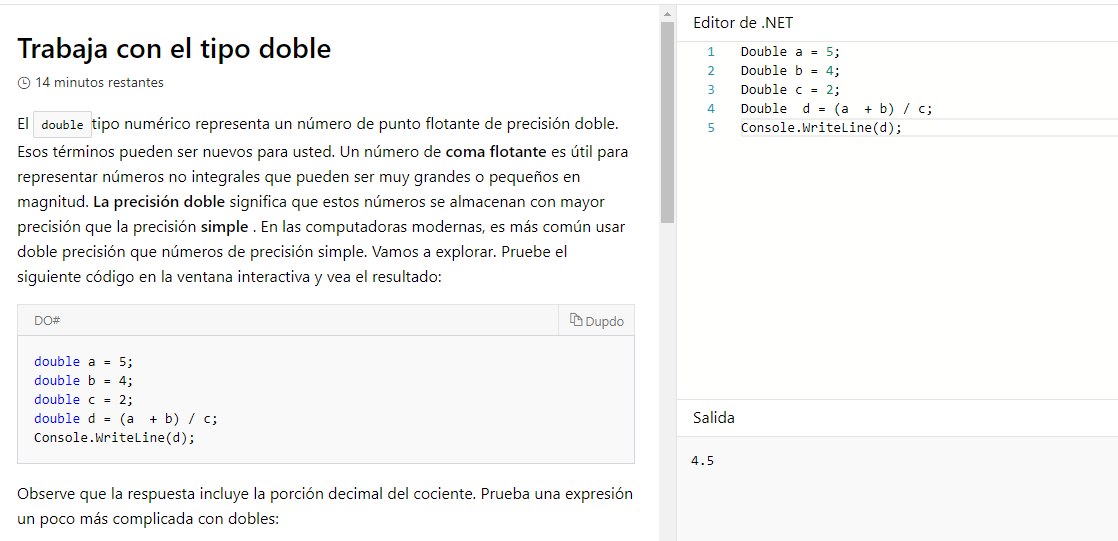 Trabaja con el tipo doble
14 minutos restantes
El double tipo numérico representa un número de punto flotante de precisión doble.
Esos términos pueden ser nuevos para usted. Un número de coma flotante es útil para
representar números no integrales que pueden ser muy grandes o pequeños en
magnitud. La precisión doble significa que estos números se almacenan con mayor
precisión que la precisión simple . En las computadoras modernas, es más común usar
doble precisión que números de precisión simple. Vamos a explorar. Pruebe el
siguiente código en la ventana interactiva y vea el resultado:
DO#
Dupdo
double a = 5;
double b = 4;
double c = 2;
double d = (a  + b) / c;
Console.WriteLine(d);
Observe que la respuesta incluye la porción decimal del cociente. Prueba una expresión
un poco más complicada con dobles:
Editor de .NET
1 Double a = 5;
2 Double b = 4;
3 Double c = 2;
4 Double  d = (a  + b) / c;
5 Console.WriteLine(d);
Salida
4.5